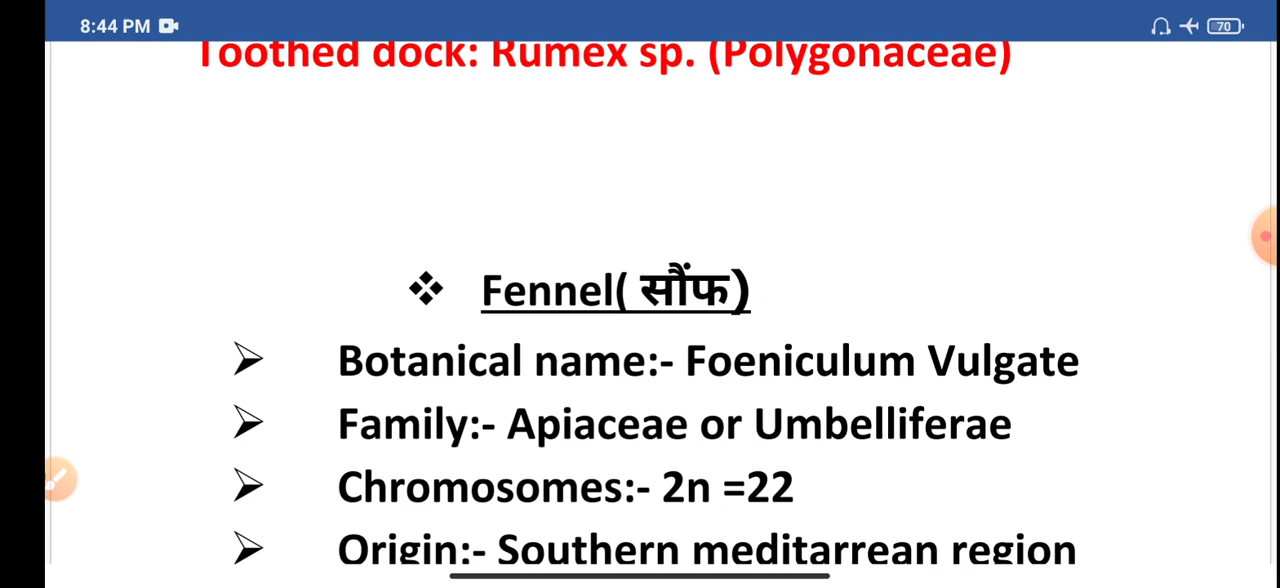 8:44 PM 70
Toothed dock: Rumex sp. (Polygonaceae)
❖ Fennel( सौंफ)
➢ Botanical name:- Foeniculum Vulgate
➢ Family:- Apiaceae or Umbelliferae
➢ Chromosomes:- 2n =22
➢ Origin:- Southern meditarrean region